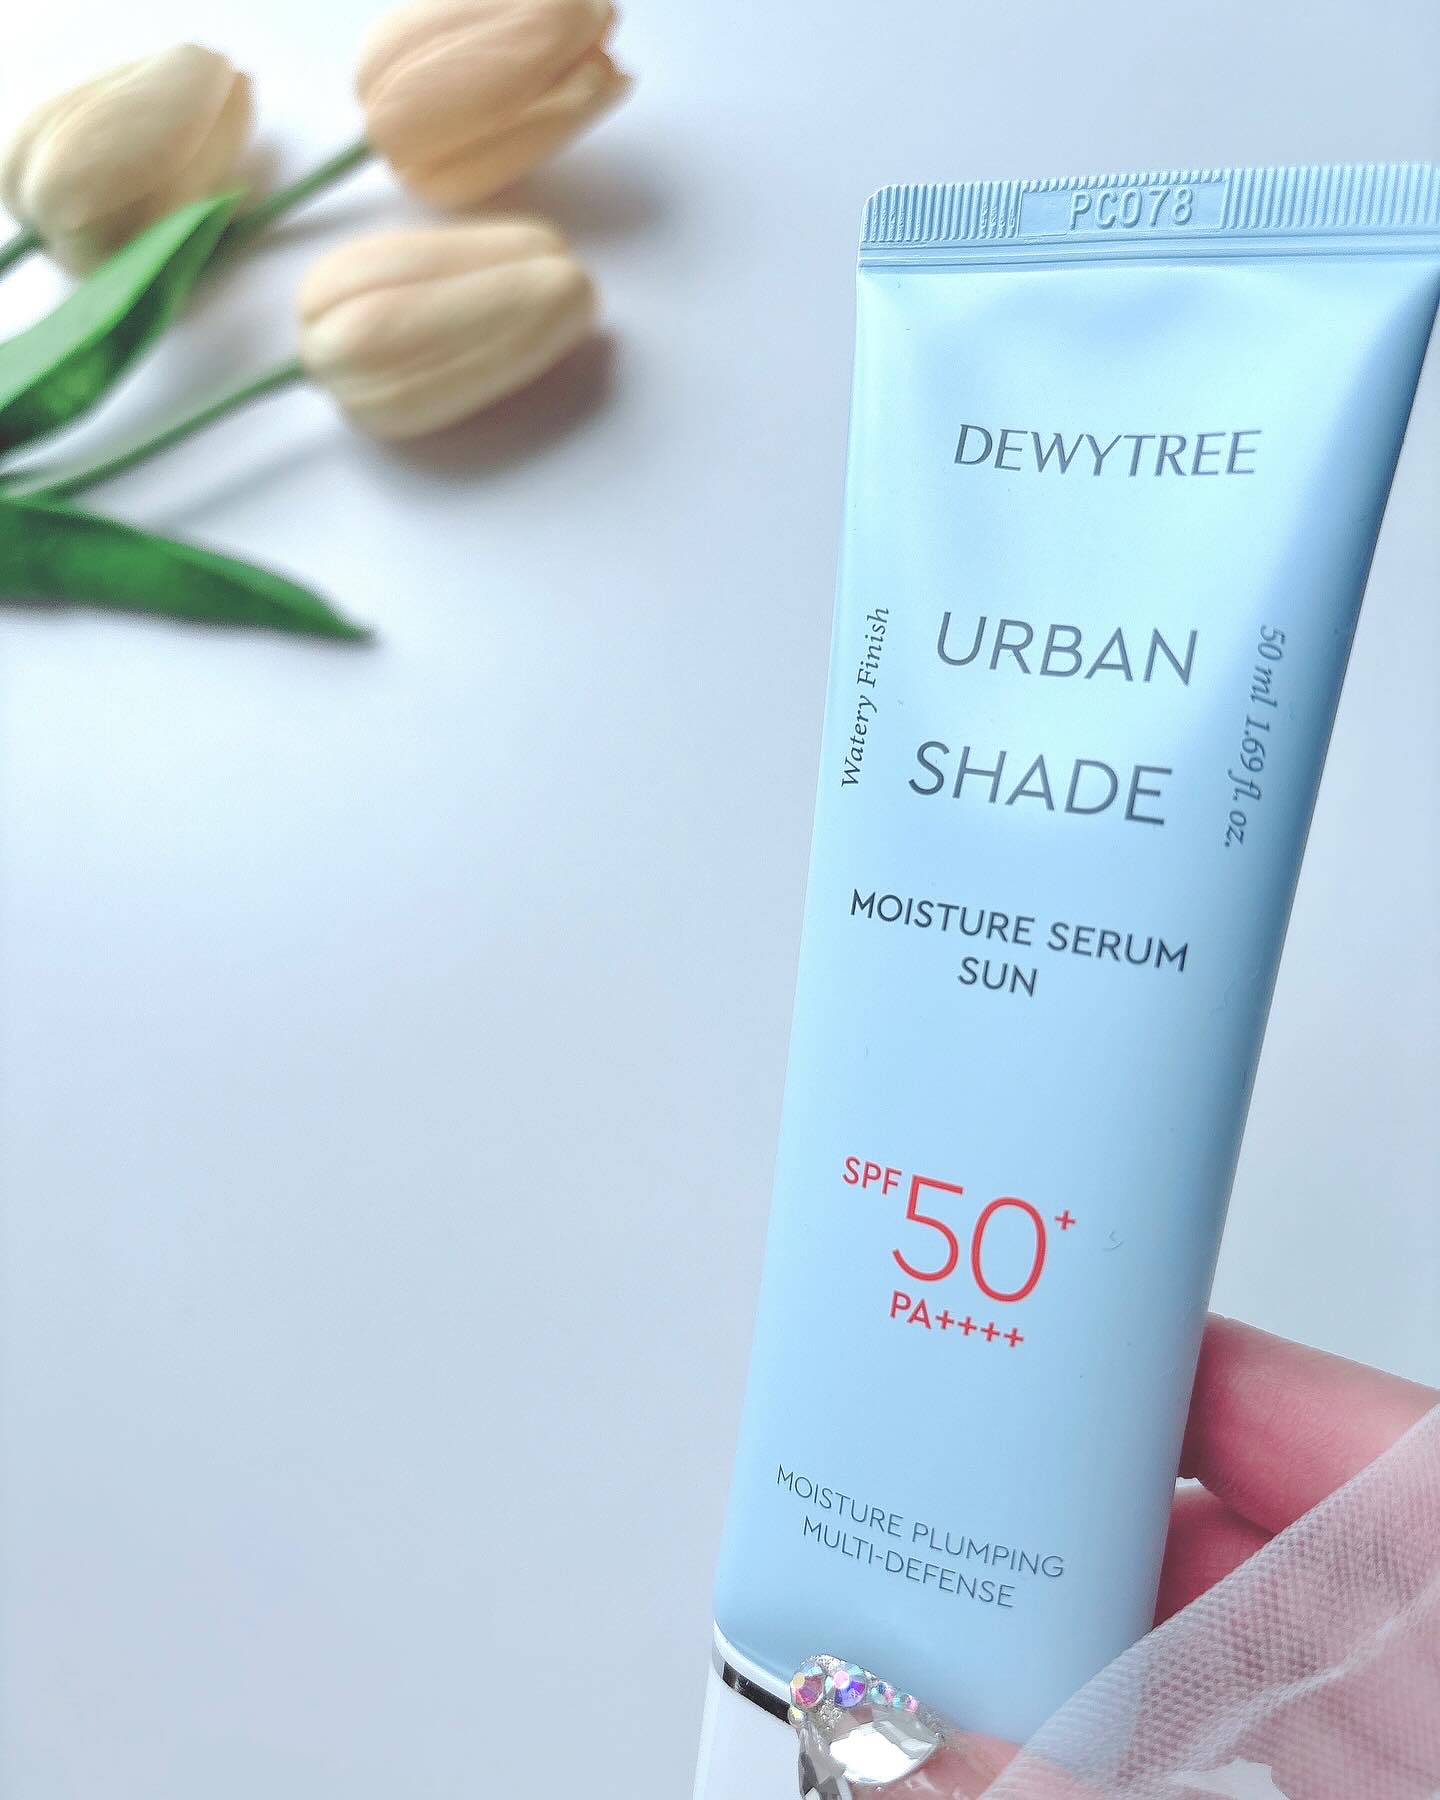 PC078
DEWYTREE
URBAN
SHADE
Watery Finish
50 ml 1.69 fl. oz.
MOISTURE SERUM
SUN
SPF 50+
PA++++
MOISTURE PLUMPING
MULTI-DEFENSE